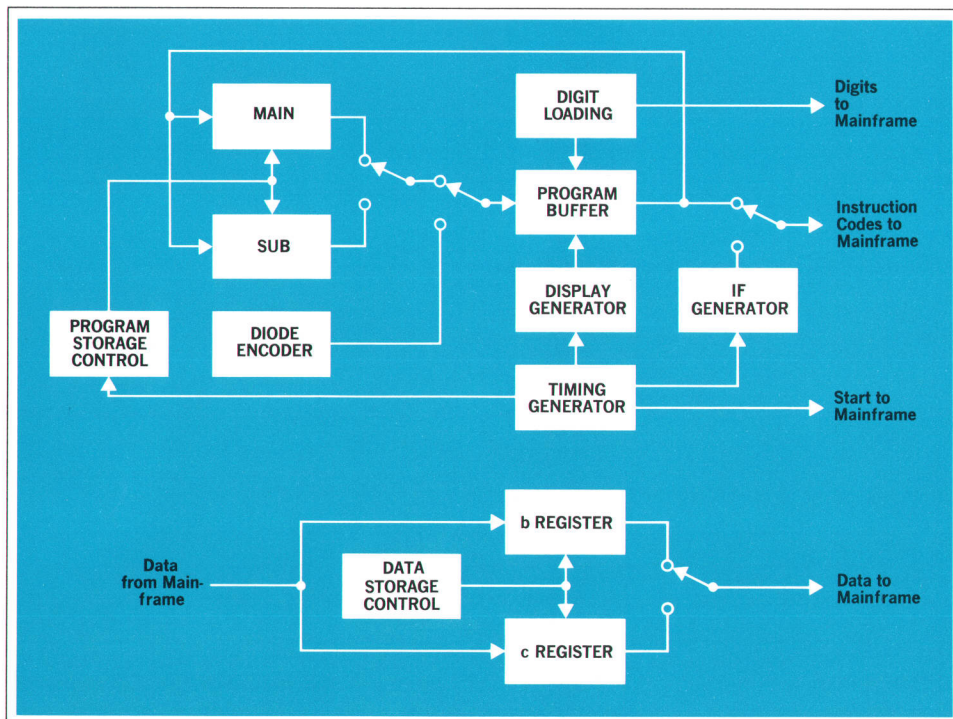 MAIN
DIGIT
LOADING
Digits
to
Mainframe
PROGRAM
BUFFER
Instruction
Codes to
Mainframe
SUB
DISPLAY
GENERATOR
IF
GENERATOR
PROGRAM
STORAGE
CONTROL
DIODE
ENCODER
TIMING
GENERATOR
Start to
Mainframe
b REGISTER
Data
from Main-
frame
DATA
STORAGE
CONTROL
Data to
Mainframe
c REGISTER